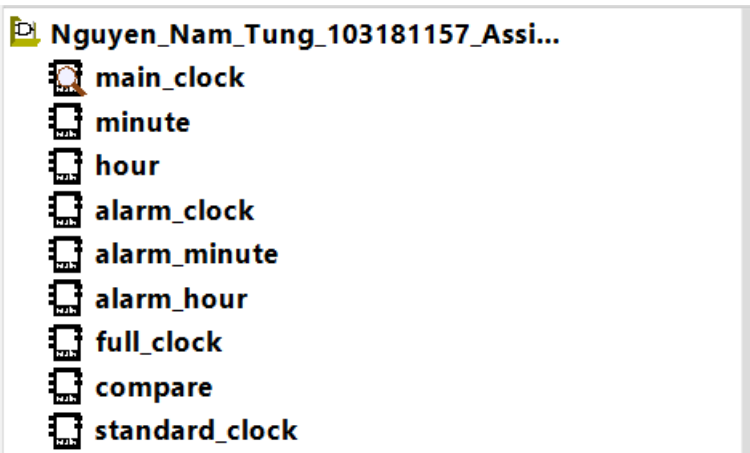 Nguyen_Nam_Tung_103181157_Assi...
main_clock
minute
hour
alarm_clock
alarm_minute
alarm_hour
full_clock
compare
standard_clock